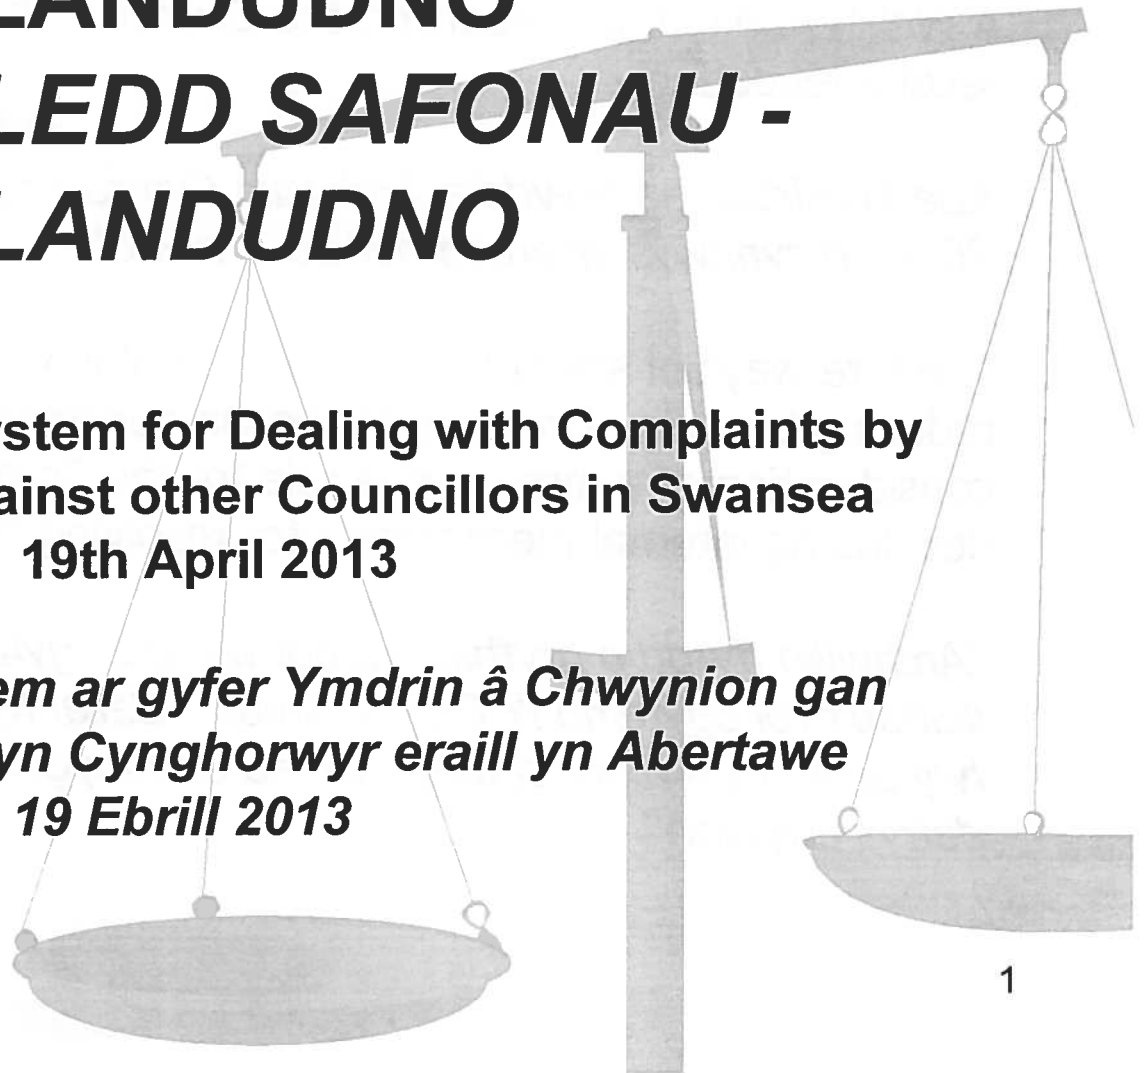 LANDUDNO
LEDD SAFONAU -
LANDUDNO
ystem for Dealing with Complaints by
ainst other Councillors in Swansea
19th April 2013
em ar gyfer Ymdrin â Chwynion gan
yn Cynghorwyr eraill yn Abertawe
19 Ebrill 2013
1